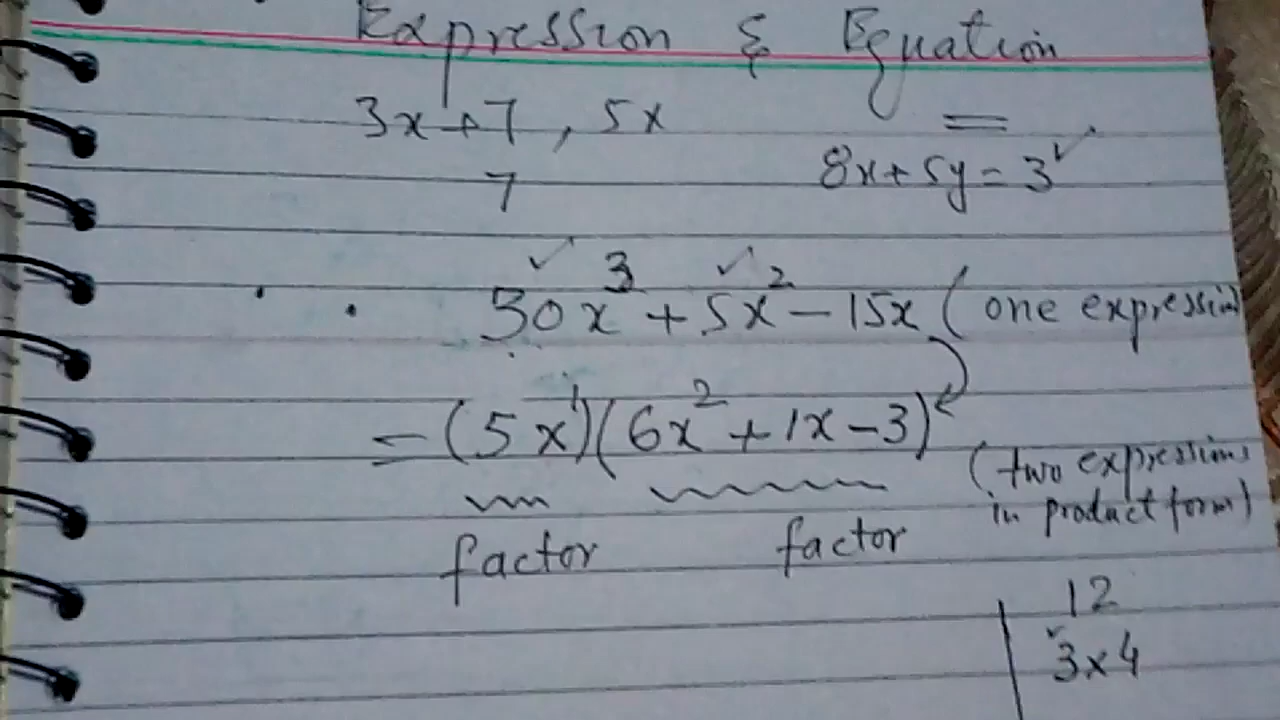 Expression & Equation
3x+7, 5x =
7 8x+5y=3✓
✓ ✓
30x³+5x²-15x (one expression
=(5x¹)(6x²+1x-3)
(two expressions
in product form)
factor factor
12
✓
3x4